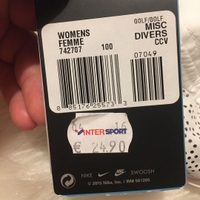 WOMENS
FEMME
742707
100
GOLF/GOLF
MISC
DIVERS
CCV
07049
INTERSPORT
€ 24.90
NIKE
SWOOSH